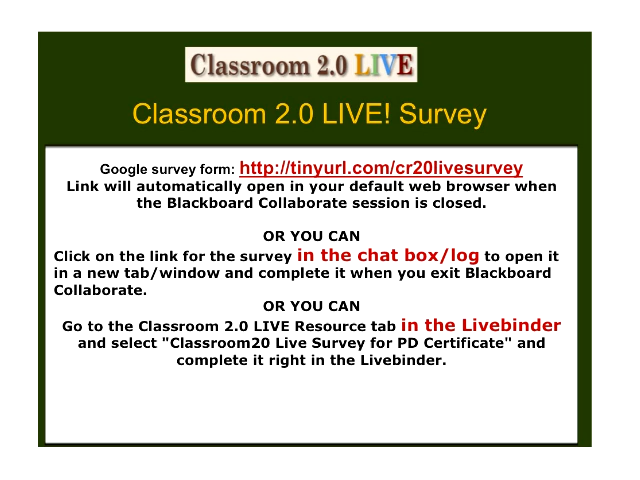 Classroom 2.0 LIVE
Classroom 2.0 LIVE! Survey
Google survey form: http://tinyurl.com/cr20livesurvey
Link will automatically open in your default web browser when
the Blackboard Collaborate session is closed.
OR YOU CAN
Click on the link for the survey in the chat box/log to open it
in a new tab/window and complete it when you exit Blackboard
Collaborate.
OR YOU CAN
Go to the Classroom 2.0 LIVE Resource tab in the Livebinder
and select "Classroom20 Live Survey for PD Certificate" and
complete it right in the Livebinder.